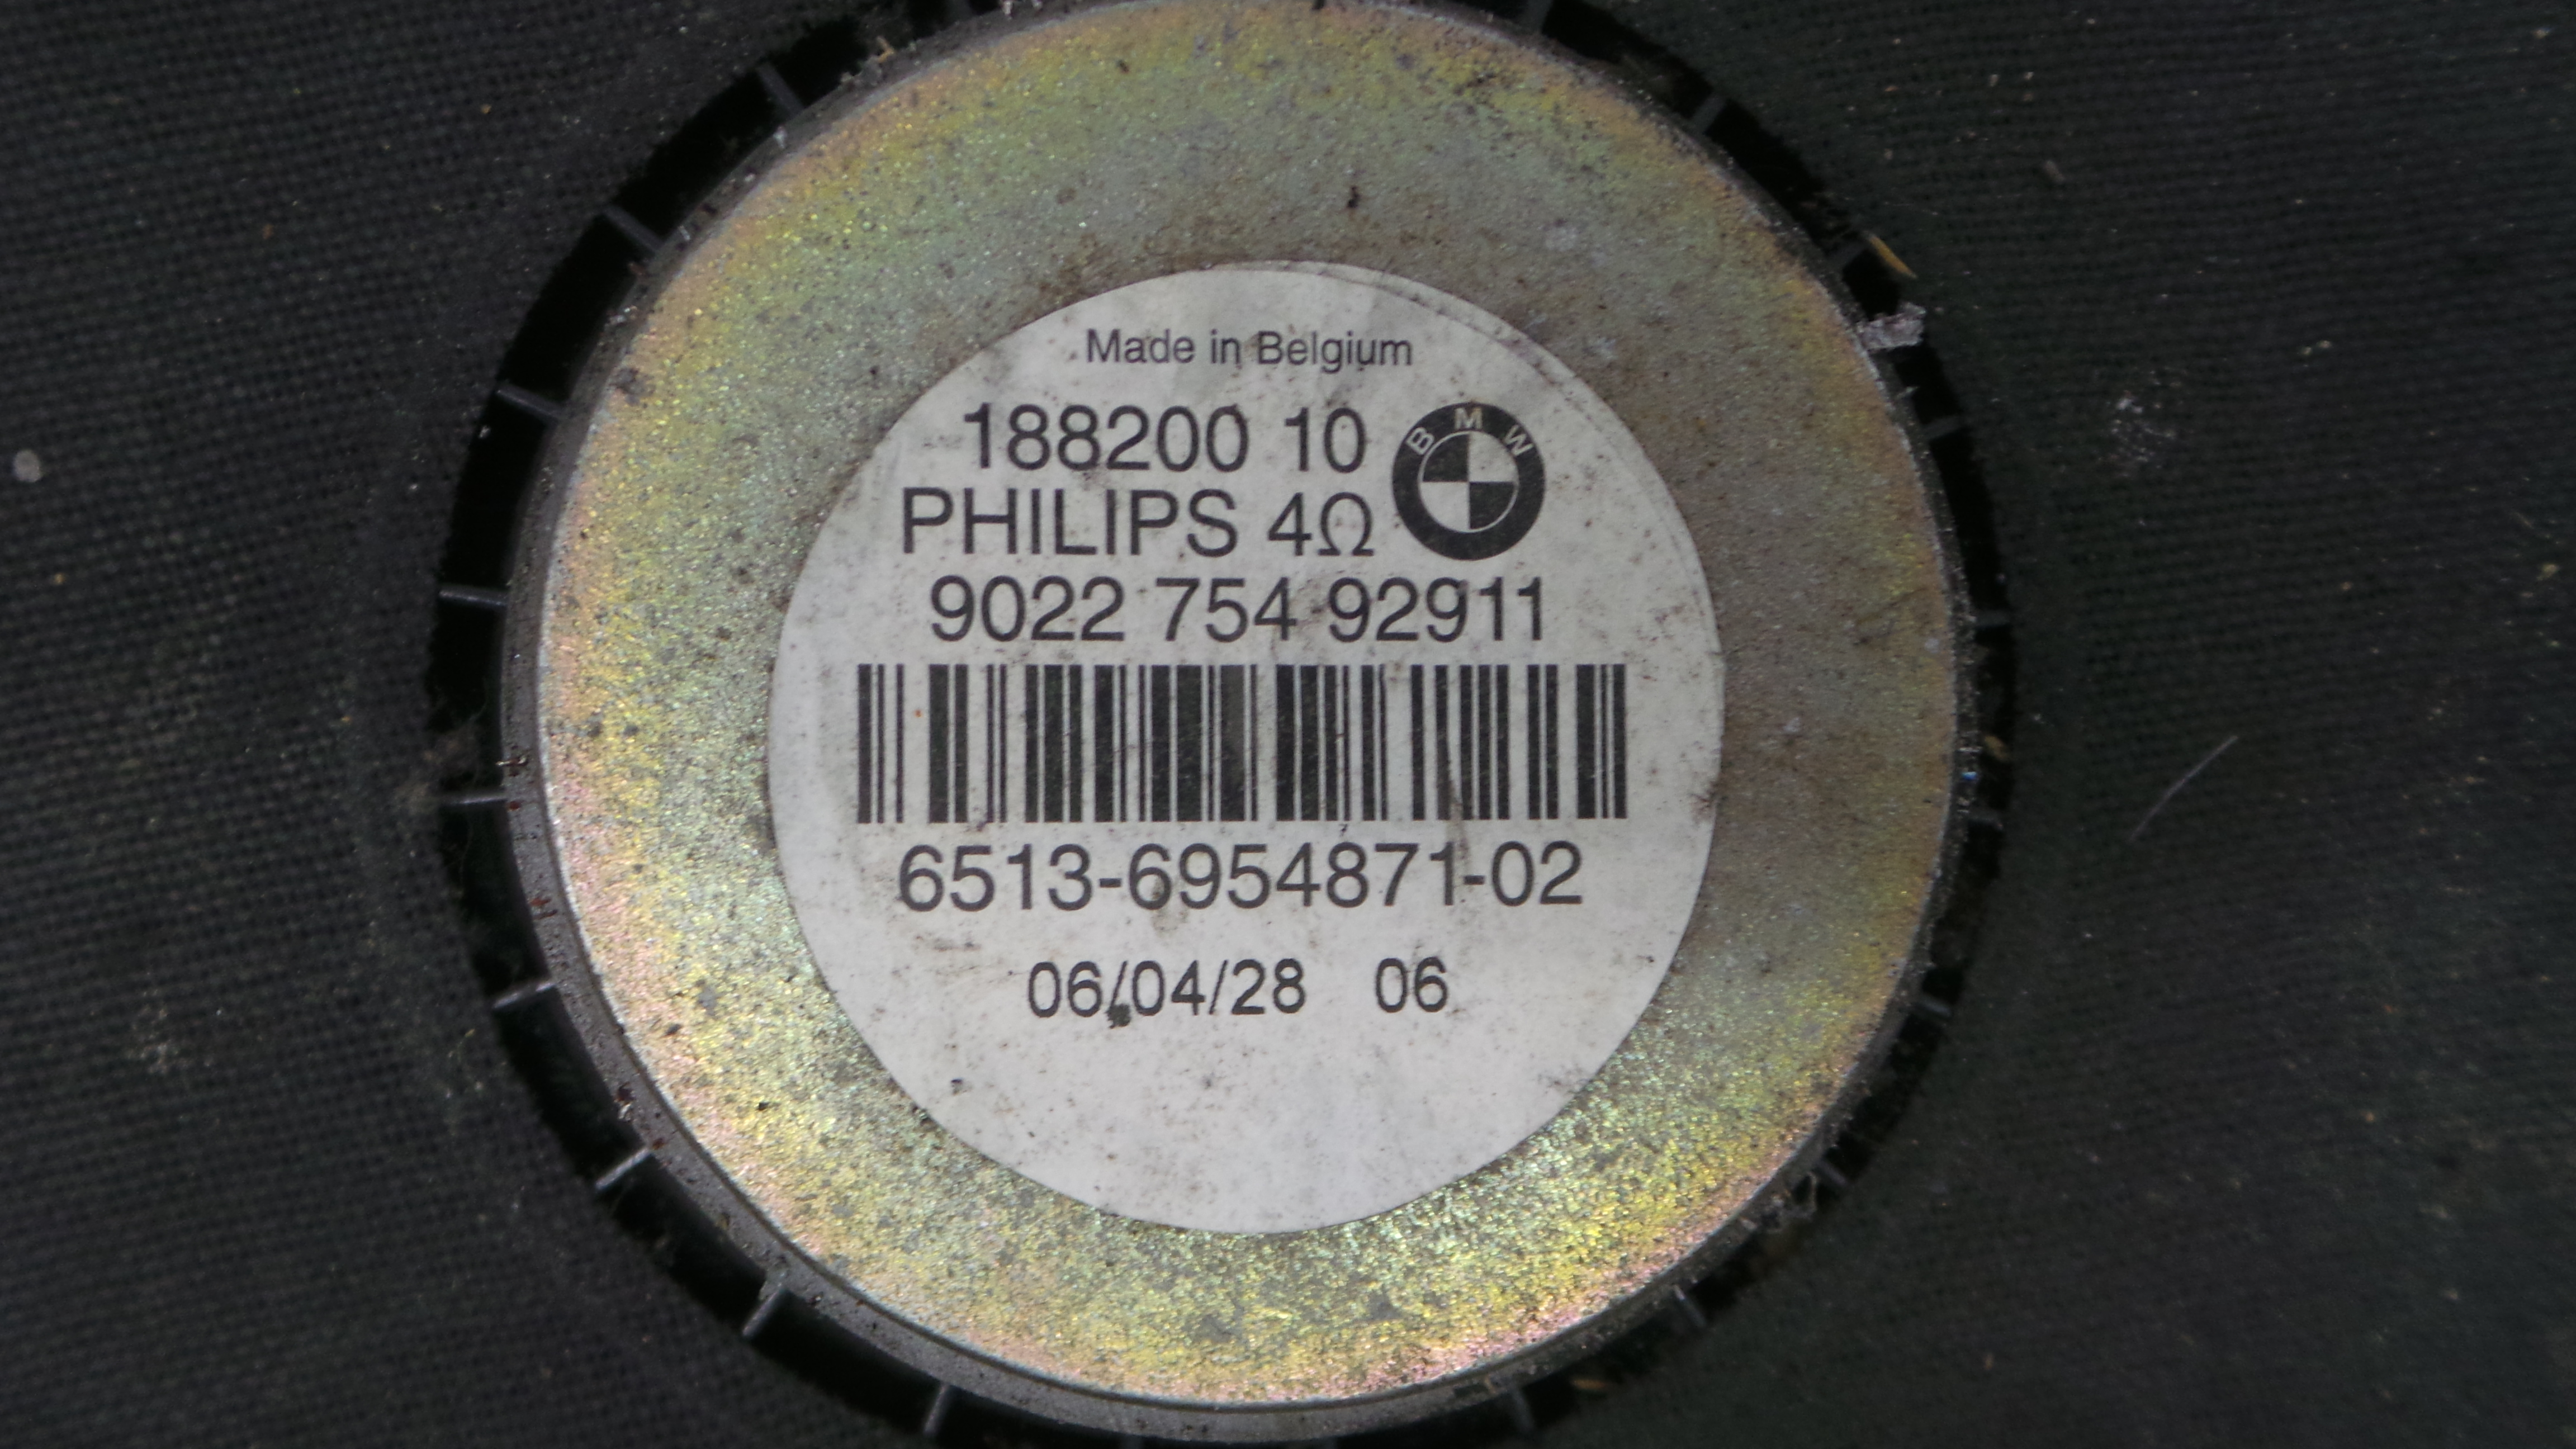 Made in Belgium
188200 10
BMW
PHILIPS 4Ω
9022 754 92911
6513-6954871-02
06/04/28 06